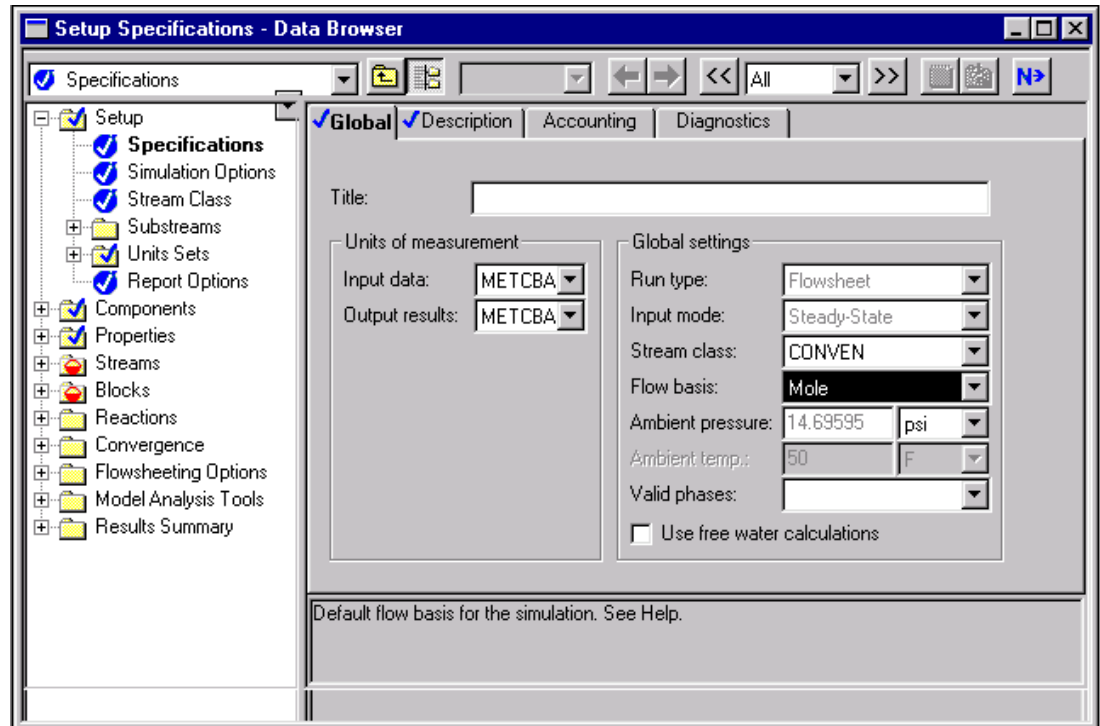 Setup Specifications - Data Browser
Specifications
<< All >> N>
Setup
Specifications
Simulation Options
Stream Class
Substreams
Units Sets
Report Options
Components
Properties
Streams
Blocks
Reactions
Convergence
Flowsheeting Options
Model Analysis Tools
Results Summary
Global Description Accounting Diagnostics
Title:
Units of measurement
Input data: METCBA
Output results: METCBA
Global settings
Run type: Flowsheet
Input mode: Steady-State
Stream class: CONVEN
Flow basis: Mole
Ambient pressure: 14.69595 psi
Ambient temp.: 50 F
Valid phases:
Use free water calculations
Default flow basis for the simulation. See Help.